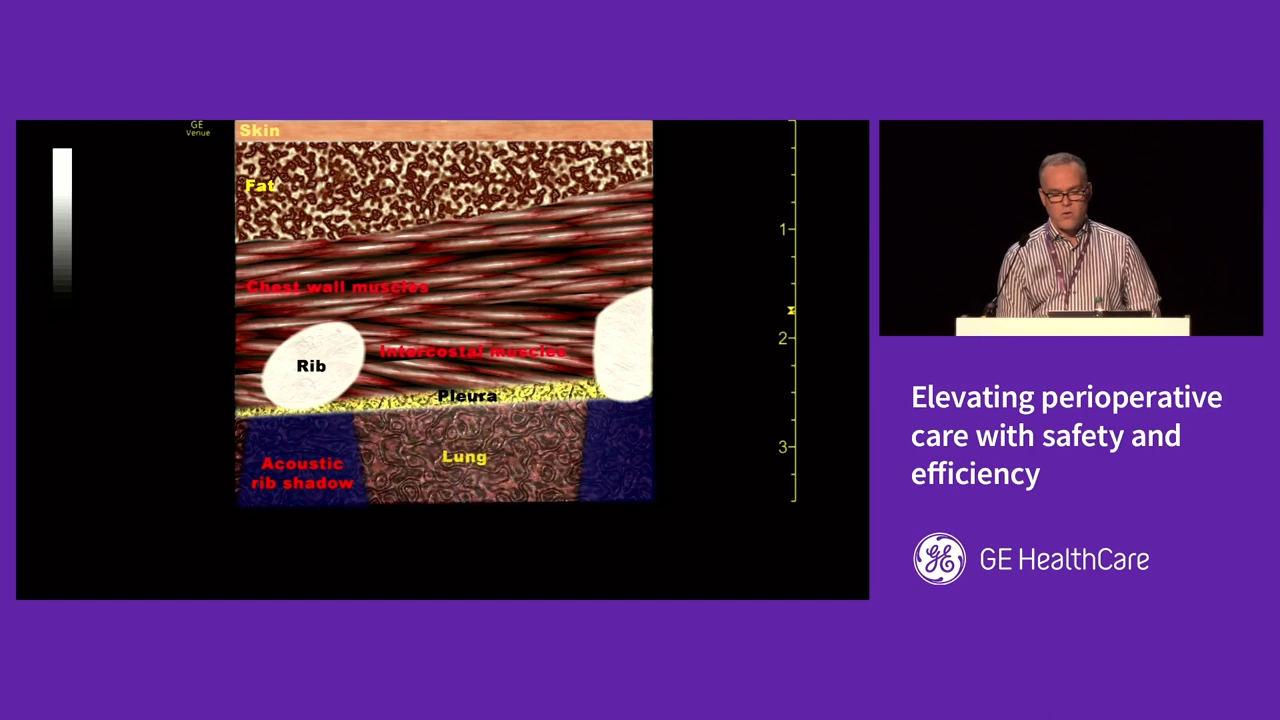 GE
Venue
Skin
Fat
Chest wall muscles
Intercostal muscles
Rib
Pleura
Lung
Acoustic
rib shadow
1
2
3
Elevating perioperative
care with safety and
efficiency
GE HealthCare